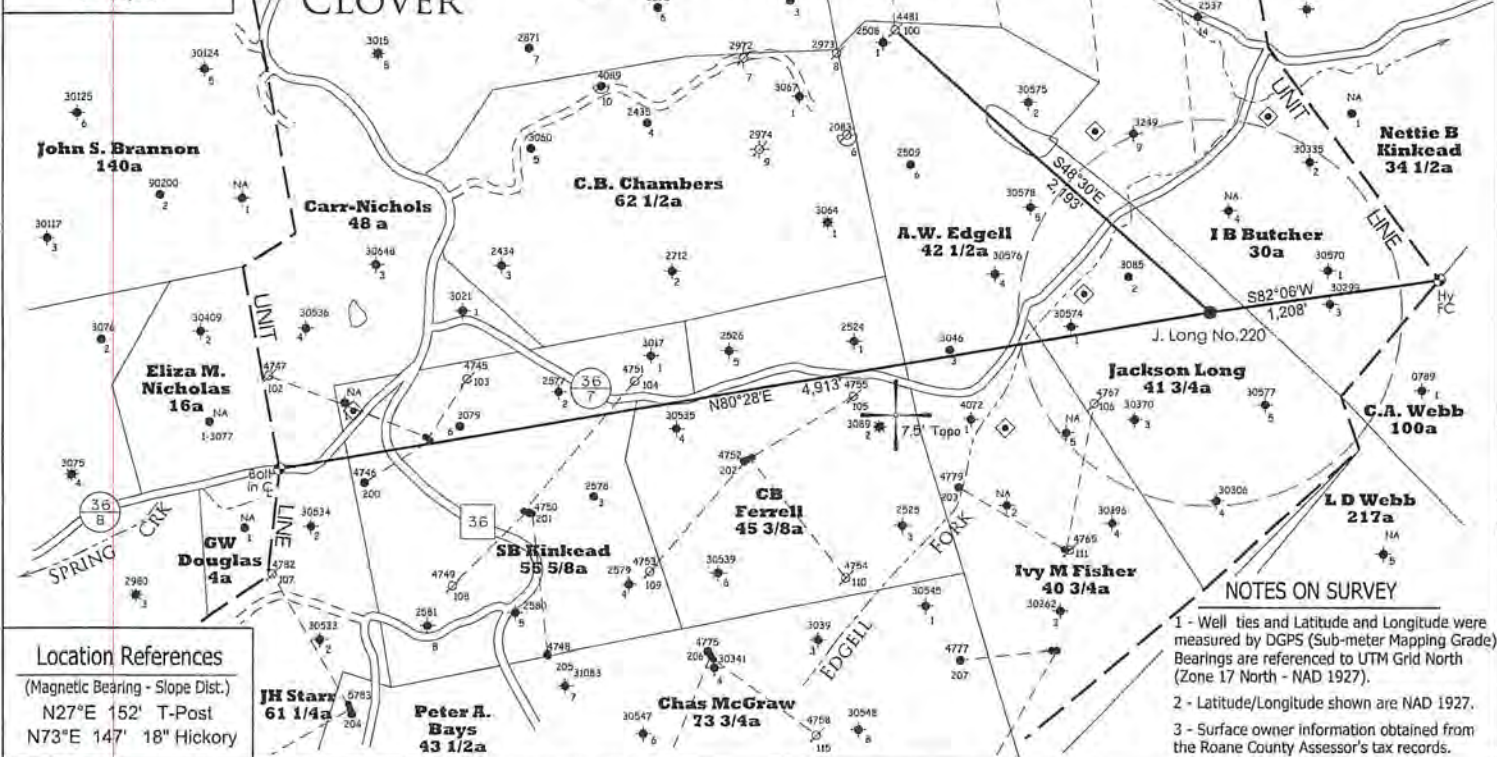 CLOVER
2537
14
4481
100
2508
2973
8
2972
7
2871
7
3015
5
30124
5
4089
10
3067
1
30575
2
NA
1
UNIT
30125
6
2435
4
3060
5
2974
9
2083
6
3249
9
30335
2
Nettie B
Kinkead
34 1/2a
John S. Brannon
140a
2509
6
S48°30'E
2,193'
C.B. Chambers
62 1/2a
90200
2
NA
1
Carr-Nichols
48 a
30578
5
NA
4
LINE
3064
1
A.W. Edgell
42 1/2a
I B Butcher
30a
30117
3
30648
3
2434
3
2712
2
30576
4
3085
2
30570
1
S82°06'W
1,208'
30299
3
Hy
FC
UNIT
3021
1
30574
1
J. Long No.220
3076
2
30409
2
30536
4
3017
1
2526
5
2524
1
3046
3
Eliza M.
Nicholas
16a
4747
102
4745
103
4751
104
36
7
2577
2
N80°28'E
4,913'
4755
105
Jackson Long
41 3/4a
4767
106
30370
3
30577
5
0789
1
C.A. Webb
100a
NA
1-3077
NA
1
3079
6
30535
4
3089
2
7.5' Topo
4072
1
NA
5
3075
4
Bolt
in CL
4746
200
4752
202
4779
203
NA
2
36
8
SPRING
CRK
LINE
30534
2
NA
1
GW
Douglas
4a
36
2578
3
4750
201
CB
Ferrell
45 3/8a
2525
3
FORK
30396
4
30306
4
L D Webb
217a
NA
5
SB Kinkead
55 5/8a
4765
111
4782
107
2980
3
4749
108
2579
4
4753
109
30539
6
4754
110
Ivy M Fisher
40 3/4a
30262
3
NOTES ON SURVEY
1 - Well ties and Latitude and Longitude were
measured by DGPS (Sub-meter Mapping Grade)
Bearings are referenced to UTM Grid North
(Zone 17 North - NAD 1927).
2 - Latitude/Longitude shown are NAD 1927.
3 - Surface owner information obtained from
the Roane County Assessor's tax records.
30533
2
2581
8
2580
5
30545
1
3039
3
EDGELL
Location References
(Magnetic Bearing - Slope Dist.)
N27°E 152' T-Post
N73°E 147' 18" Hickory
4748
205
31083
7
4775
206
30341
4
4777
207
JH Starr
61 1/4a
5783
204
Peter A.
Bays
43 1/2a
Chas McGraw
73 3/4a
30547
6
4758
115
30548
8